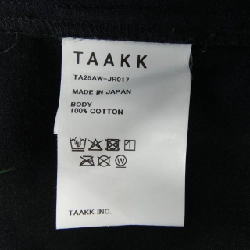 TAAKK
TA25AW-JR017
MADE IN JAPAN
BODY
100% COTTON
TAAKK INC.